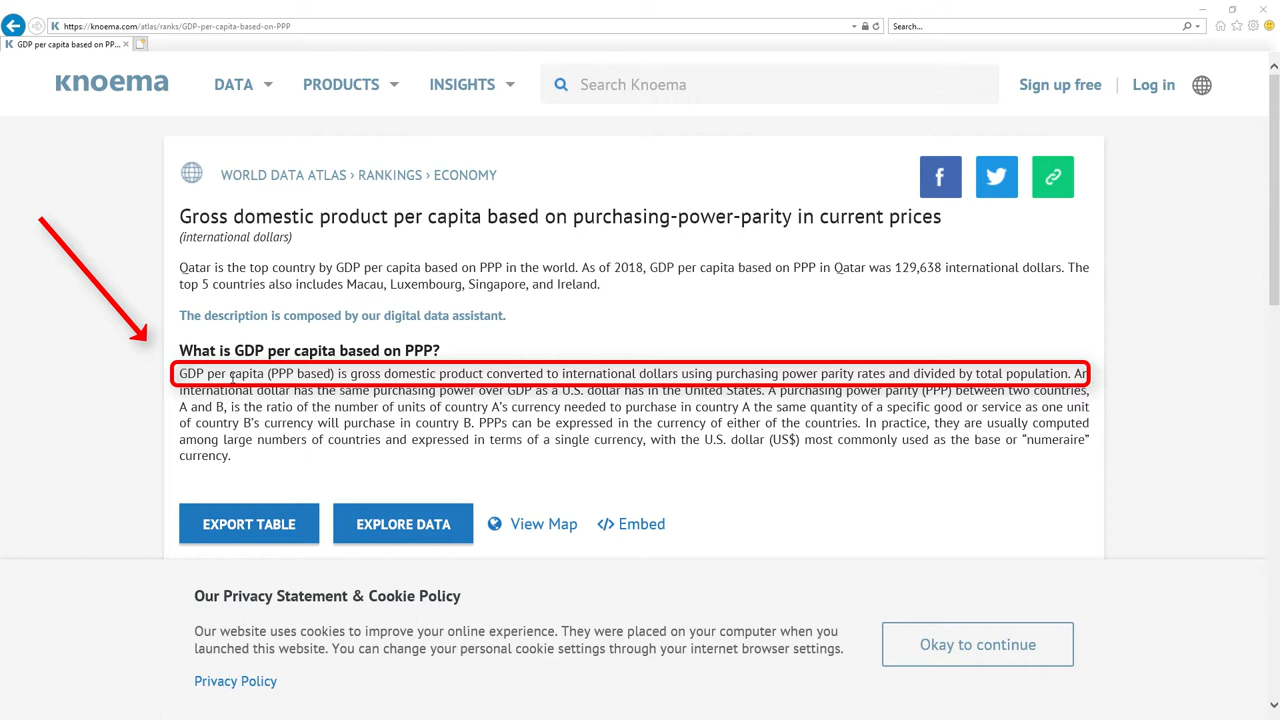 https://knoema.com/atlas/ranks/GDP-per-capita-based-on-PPP
Search...
GDP per capita based on PP...
knoema
DATA
PRODUCTS
INSIGHTS
Search Knoema
Sign up free
Log in
WORLD DATA ATLAS › RANKINGS › ECONOMY
Gross domestic product per capita based on purchasing-power-parity in current prices
(international dollars)
Qatar is the top country by GDP per capita based on PPP in the world. As of 2018, GDP per capita based on PPP in Qatar was 129,638 international dollars. The
top 5 countries also includes Macau, Luxembourg, Singapore, and Ireland.
The description is composed by our digital data assistant.
What is GDP per capita based on PPP?
GDP per capita (PPP based) is gross domestic product converted to international dollars using purchasing power parity rates and divided by total population. An
international dollar has the same purchasing power over GDP as a U.S. dollar has in the United States. A purchasing power parity (PPP) between two countries,
A and B, is the ratio of the number of units of country A's currency needed to purchase in country A the same quantity of a specific good or service as one unit
of country B's currency will purchase in country B. PPPs can be expressed in the currency of either of the countries. In practice, they are usually computed
among large numbers of countries and expressed in terms of a single currency, with the U.S. dollar (US$) most commonly used as the base or “numeraire”
currency.
EXPORT TABLE
EXPLORE DATA
View Map
</> Embed
Our Privacy Statement & Cookie Policy
Our website uses cookies to improve your online experience. They were placed on your computer when you
launched this website. You can change your personal cookie settings through your internet browser settings.
Okay to continue
Privacy Policy